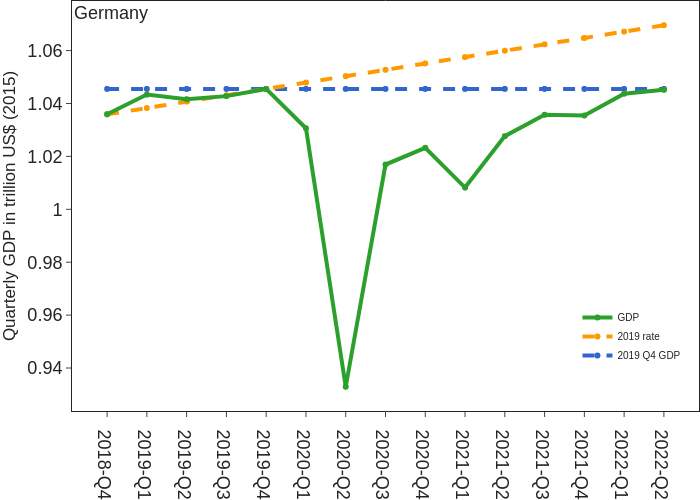 Germany
Quarterly GDP in trillion US$ (2015)
1.06
1.04
1.02
1
0.98
0.96
0.94
GDP
2019 rate
2019 Q4 GDP
2018-Q4
2019-Q1
2019-Q2
2019-Q3
2019-Q4
2020-Q1
2020-Q2
2020-Q3
2020-Q4
2021-Q1
2021-Q2
2021-Q3
2021-Q4
2022-Q1
2022-Q2